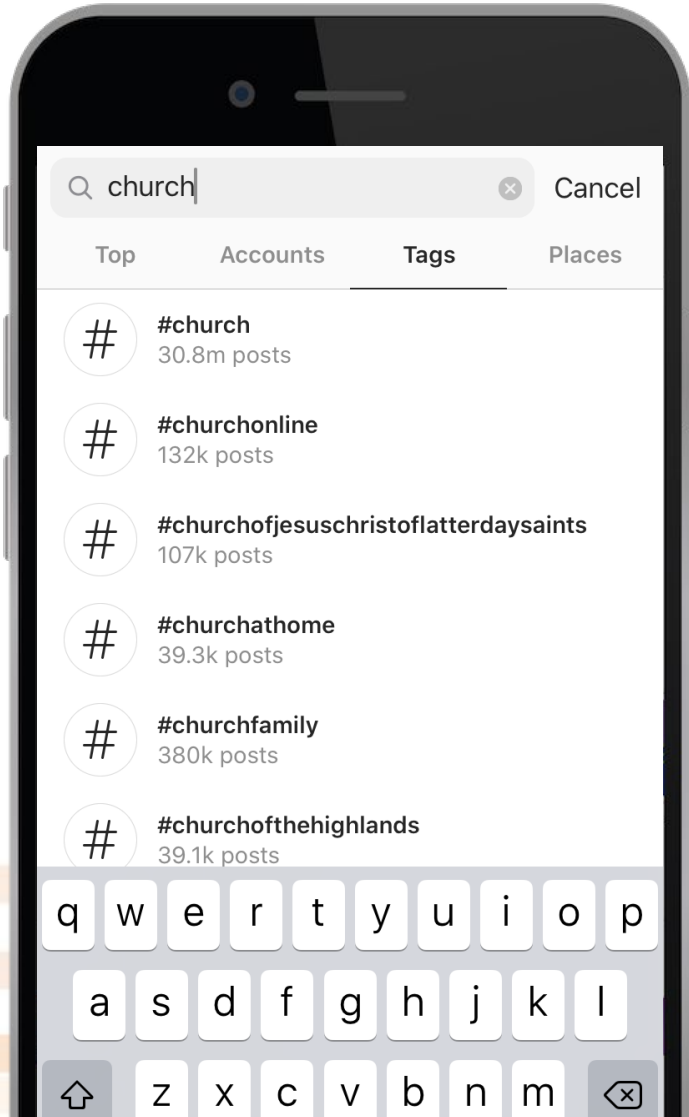 church Cancel
Top Accounts Tags Places
#church
30.8m posts
#churchonline
132k posts
#churchofjesuschristoflatterdaysaints
107k posts
#churchathome
39.3k posts
#churchfamily
380k posts
#churchofthehighlands
39.1k posts
q w e r t y u i o p
a s d f g h j k l
z x c v b n m